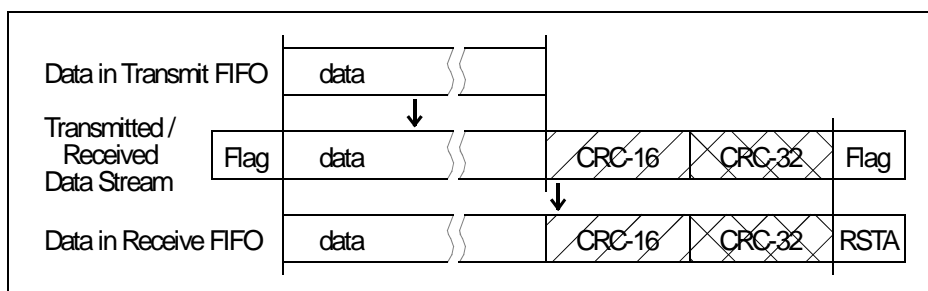 Data in Transmit FIFO data
Transmitted /
Received
Data Stream
Flag data CRC-16 CRC-32 Flag
Data in Receive FIFO data CRC-16 CRC-32 RSTA